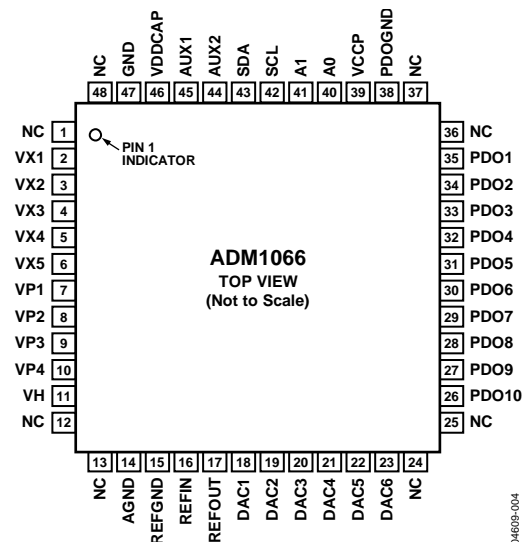 NC GND VDDCAP AUX1 AUX2 SDA SCL A1 A0 VCCP PDOGND NC
48 47 46 45 44 43 42 41 40 39 38 37
NC 1
VX1 2
VX2 3
VX3 4
VX4 5
VX5 6
VP1 7
VP2 8
VP3 9
VP4 10
VH 11
NC 12
PIN 1
INDICATOR
ADM1066
TOP VIEW
(Not to Scale)
36 NC
35 PDO1
34 PDO2
33 PDO3
32 PDO4
31 PDO5
30 PDO6
29 PDO7
28 PDO8
27 PDO9
26 PDO10
25 NC
13 14 15 16 17 18 19 20 21 22 23 24
NC AGND REFGND REFIN REFOUT DAC1 DAC2 DAC3 DAC4 DAC5 DAC6 NC
04609-004